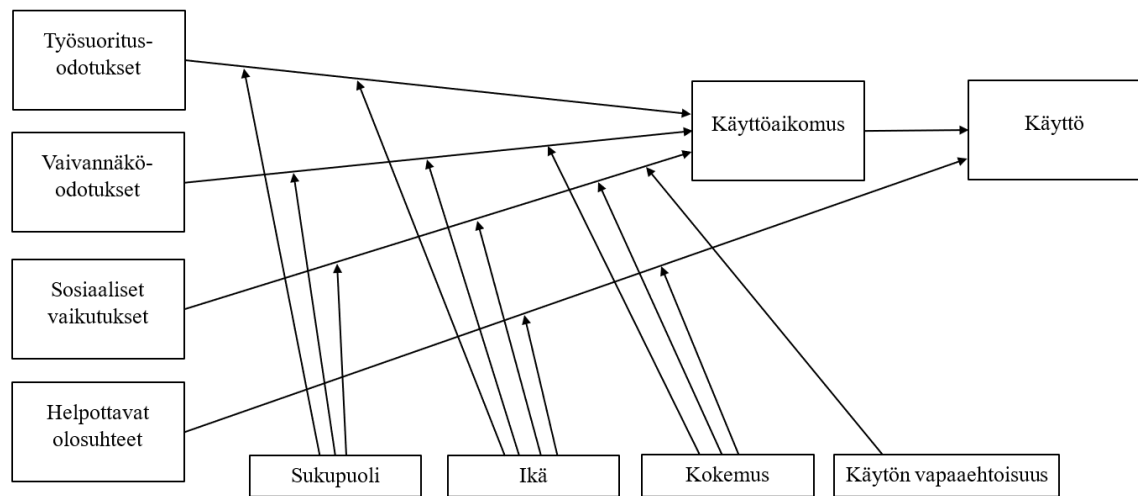 Työsuoritus-
odotukset
Vaivannäkö-
odotukset
Sosiaaliset
vaikutukset
Helpottavat
olosuhteet
Käyttöaikomus
Käyttö
Sukupuoli
Ikä
Kokemus
Käytön vapaaehtoisuus